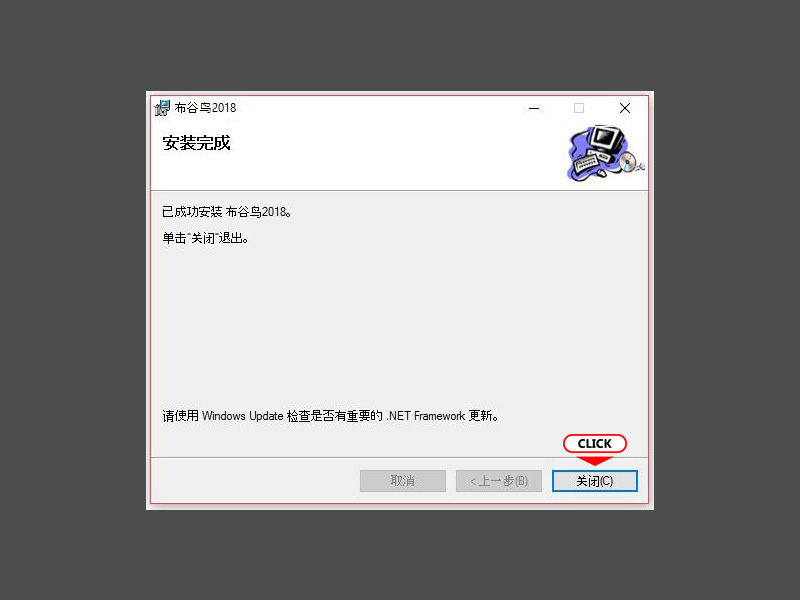 布谷鸟2018
安装完成
已成功安装 布谷鸟2018。
单击"关闭"退出。
请使用 Windows Update 检查是否有重要的 .NET Framework 更新。
CLICK
取消
< 上一步(B)
关闭(C)